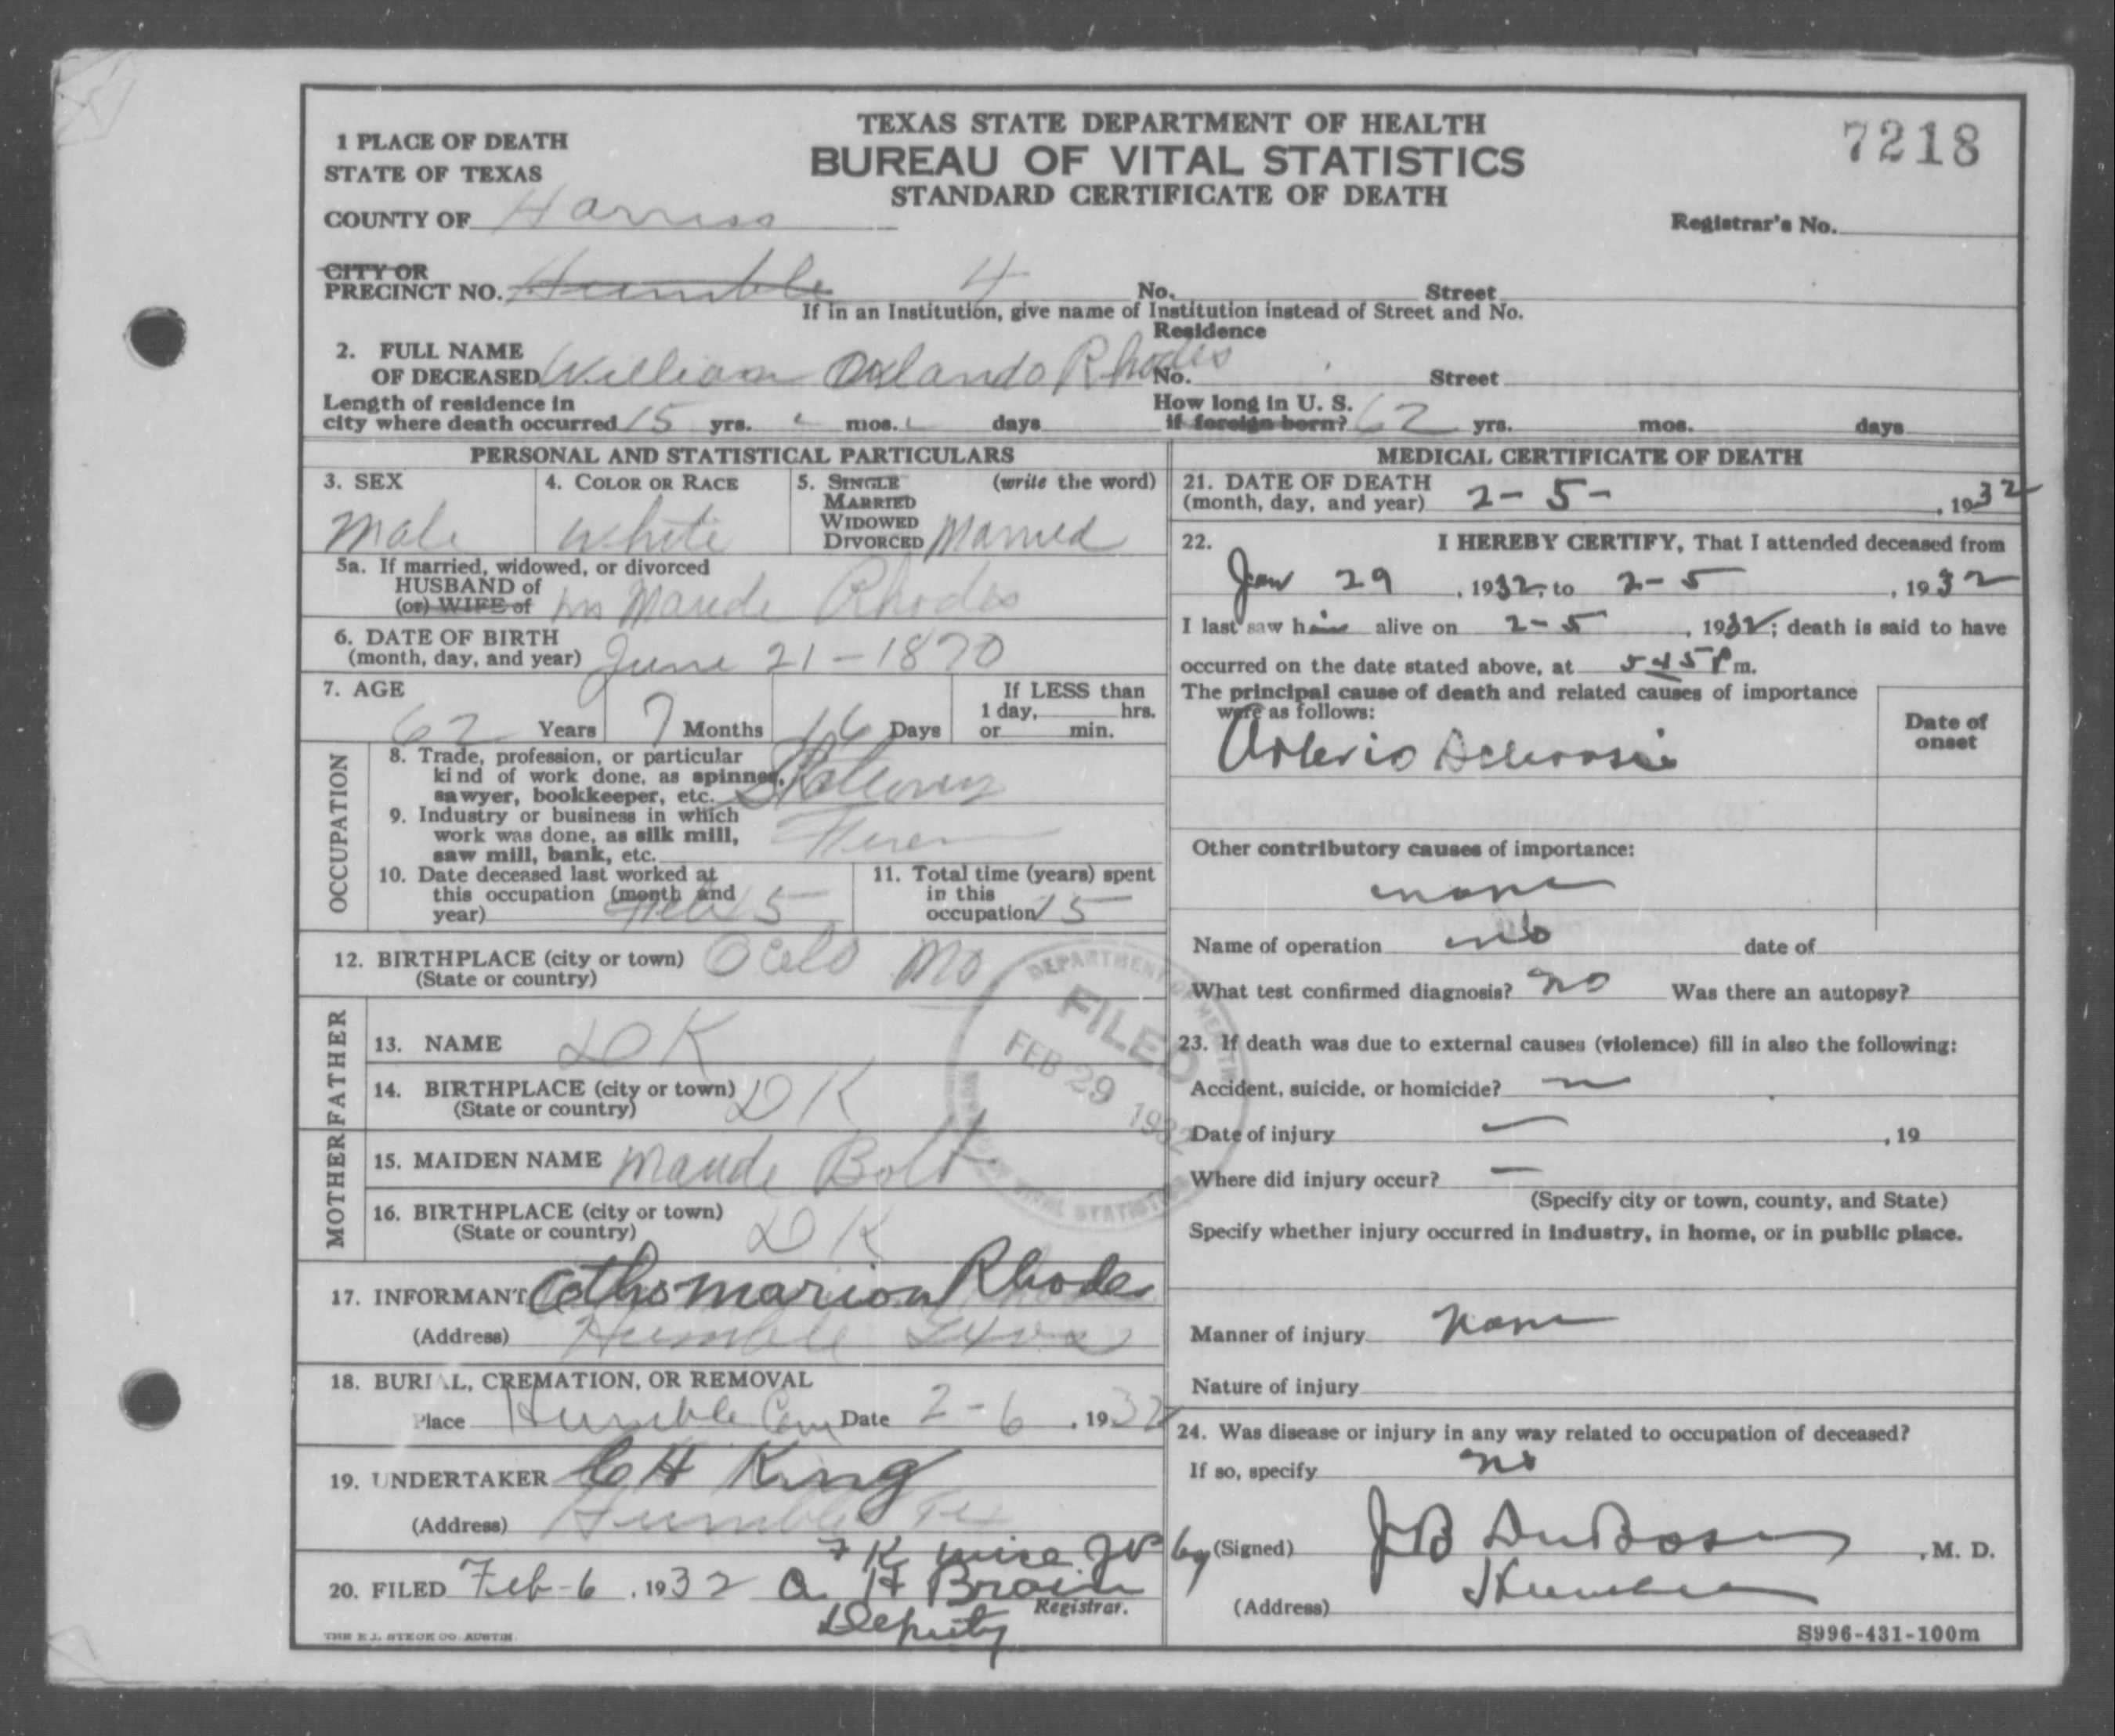 TEXAS STATE DEPARTMENT OF HEALTH
BUREAU OF VITAL STATISTICS
STANDARD CERTIFICATE OF DEATH
7218
1 PLACE OF DEATH
STATE OF TEXAS
COUNTY OF Harriss
Registrar's No.
CITY OR
PRECINCT NO. Humble 4 No. Street
If in an Institution, give name of Institution instead of Street and No.
Residence
2. FULL NAME
OF DECEASED William Orlando Rhodes No. Street
Length of residence in
city where death occurred 15 yrs. mos. days
How long in U. S.
if foreign born? 62 yrs. mos. days
PERSONAL AND STATISTICAL PARTICULARS
3. SEX
Male
4. COLOR OR RACE
White
5. SINGLE (write the word)
MARRIED
WIDOWED
DIVORCED Married
5a. If married, widowed, or divorced
HUSBAND of
(or) WIFE of Mrs Maude Rhodes
6. DATE OF BIRTH
(month, day, and year) June 21-1870
7. AGE
62 Years 7 Months 16 Days
If LESS than
1 day, hrs.
or min.
OCCUPATION
8. Trade, profession, or particular
kind of work done, as spinner,
sawyer, bookkeeper, etc.
9. Industry or business in which
work was done, as silk mill,
saw mill, bank, etc.
10. Date deceased last worked at
this occupation (month and
year) Feb 5
11. Total time (years) spent
in this
occupation 15
12. BIRTHPLACE (city or town) Mo
(State or country)
FATHER
13. NAME DK
14. BIRTHPLACE (city or town) DK
(State or country)
MOTHER
15. MAIDEN NAME Maude Bolt
16. BIRTHPLACE (city or town) DK
(State or country)
17. INFORMANT Marion Rhodes
(Address) Humble Texas
18. BURIAL, CREMATION, OR REMOVAL
Place Humble Cem Date 2-6, 1932
19. UNDERTAKER C H King
(Address) Humble Tex
F K Wise JP
20. FILED Feb-6, 1932 A H Brain
Registrar.
Deputy
THE E.L. STECK CO. AUSTIN.
DEPARTMENT OF HEALTH
FILED
FEB 29 1932
BUREAU OF VITAL STATISTICS
MEDICAL CERTIFICATE OF DEATH
21. DATE OF DEATH
(month, day, and year) 2-5-, 1932
22. I HEREBY CERTIFY, That I attended deceased from
Jan 29, 1932, to 2-5, 1932
I last saw him alive on 2-5, 1932; death is said to have
occurred on the date stated above, at 545 P m.
The principal cause of death and related causes of importance
were as follows:
Date of
onset
Arterio Sclerosis
Other contributory causes of importance:
none
Name of operation no date of
What test confirmed diagnosis? no Was there an autopsy?
23. If death was due to external causes (violence) fill in also the following:
Accident, suicide, or homicide? —
Date of injury —, 19
Where did injury occur? —
(Specify city or town, county, and State)
Specify whether injury occurred in industry, in home, or in public place.
Manner of injury None
Nature of injury
24. Was disease or injury in any way related to occupation of deceased?
If so, specify no
by (Signed) J B DuBose, M. D.
(Address) Humble
S996-431-100m